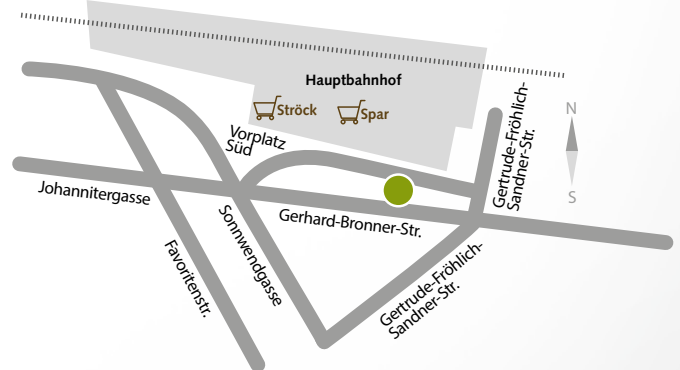 Hauptbahnhof
Ströck
Spar
Vorplatz
Süd
Gertrude-Fröhlich-
Sandner-Str.
N
S
Johannitergasse
Gerhard-Bronner-Str.
Sonnwendgasse
Favoritenstr.
Gertrude-Fröhlich-
Sandner-Str.